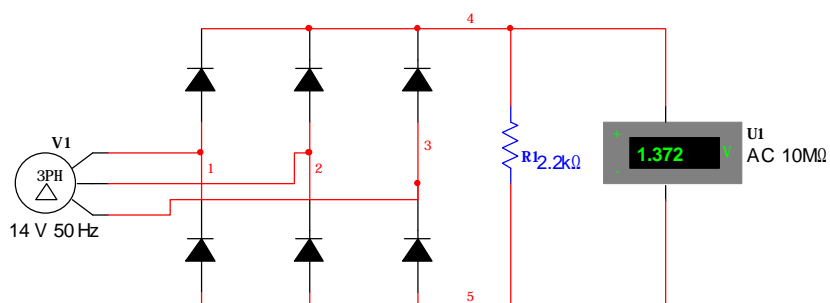 4
V1
3PH
14 V 50 Hz
1
2
3
R1 2.2kΩ
+
-
1.372 V
U1
AC 10MΩ
5